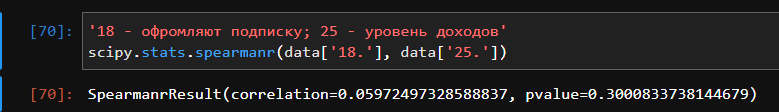 [70]: '18 - офромляют подписку; 25 - уровень доходов'
scipy.stats.spearmanr(data['18.'], data['25.'])
[70]: SpearmanrResult(correlation=0.05972497328588837, pvalue=0.3000833738144679)